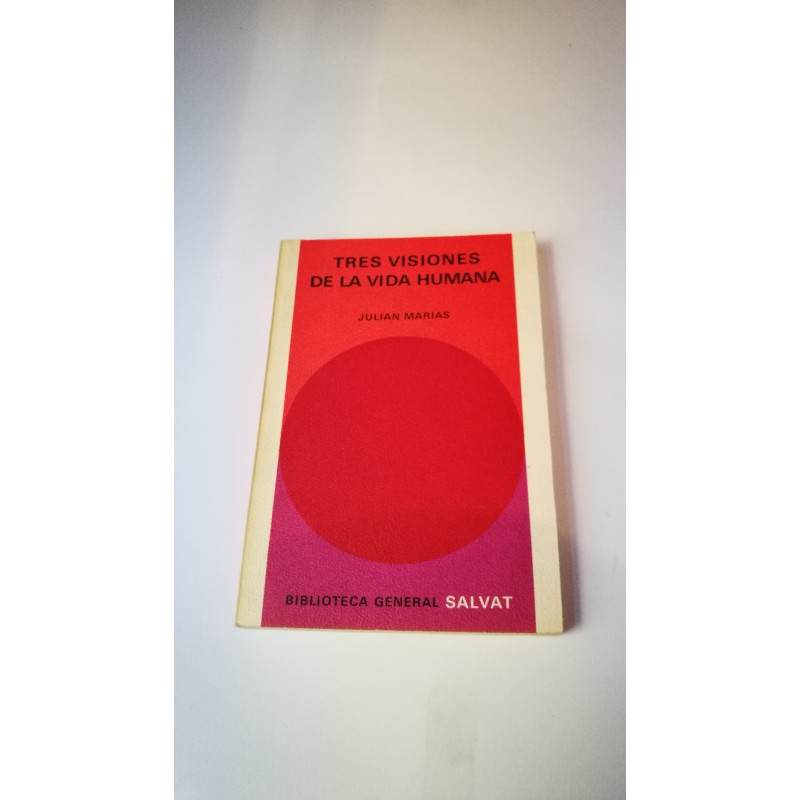 TRES VISIONES
DE LA VIDA HUMANA
JULIAN MARIAS
BIBLIOTECA GENERAL SALVAT